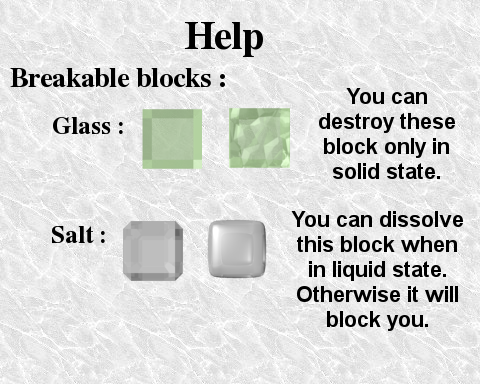 Help
Breakable blocks :
Glass :
You can
destroy these
block only in
solid state.
Salt :
You can dissolve
this block when
in liquid state.
Otherwise it will
block you.